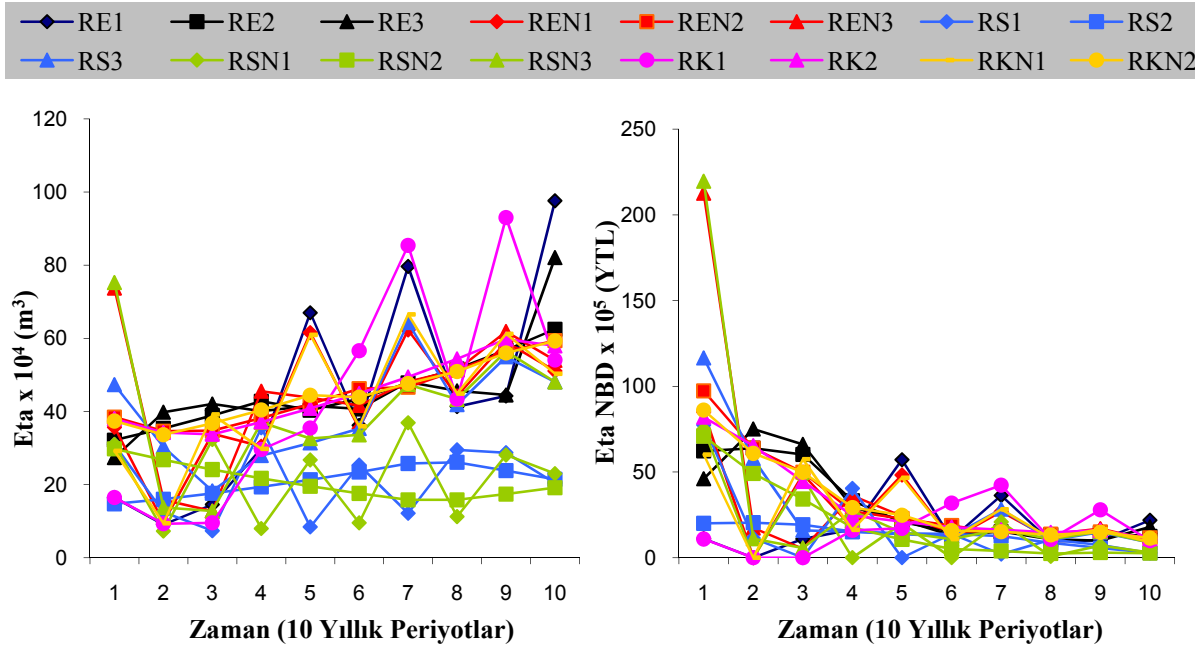 RE1 RE2 RE3 REN1 REN2 REN3 RS1 RS2
RS3 RSN1 RSN2 RSN3 RK1 RK2 RKN1 RKN2
120
100
80
60
40
20
0
Eta x 10⁴ (m³)
1 2 3 4 5 6 7 8 9 10
Zaman (10 Yıllık Periyotlar)
250
200
150
100
50
0
Eta NBD x 10⁵ (YTL)
1 2 3 4 5 6 7 8 9 10
Zaman (10 Yıllık Periyotlar)